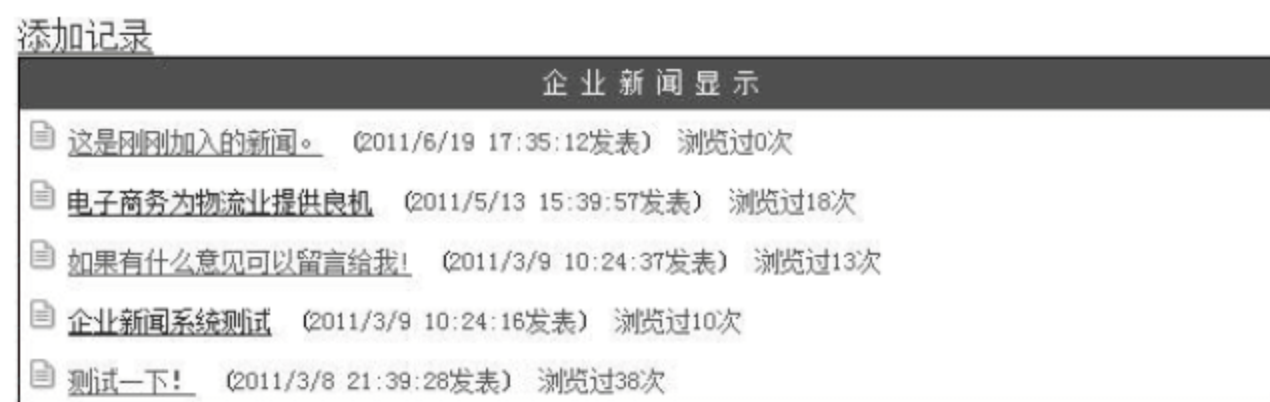 添加记录
企业新闻显示
这是刚刚加入的新闻。 (2011/6/19 17:35:12发表) 浏览过0次
电子商务为物流业提供良机 (2011/5/13 15:39:57发表) 浏览过18次
如果有什么意见可以留言给我! (2011/3/9 10:24:37发表) 浏览过13次
企业新闻系统测试 (2011/3/9 10:24:16发表) 浏览过10次
测试一下! (2011/3/8 21:39:28发表) 浏览过38次